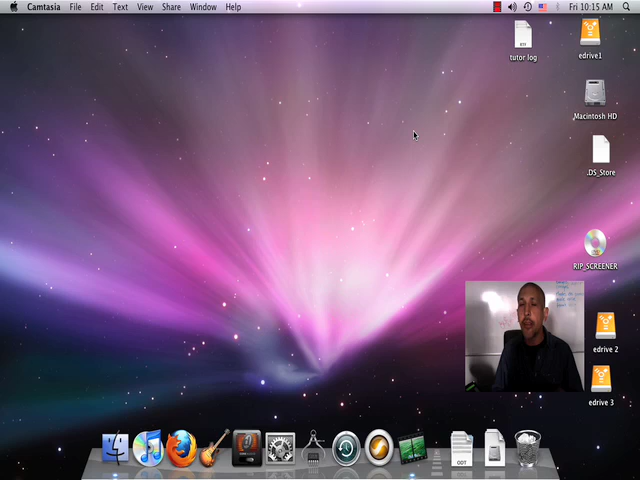 Camtasia File Edit Text View Share Window Help Fri 10:15 AM
RTF
tutor log
edrive1
Macintosh HD
.DS_Store
RIP_SCREENER
edrive 2
edrive 3
ODT